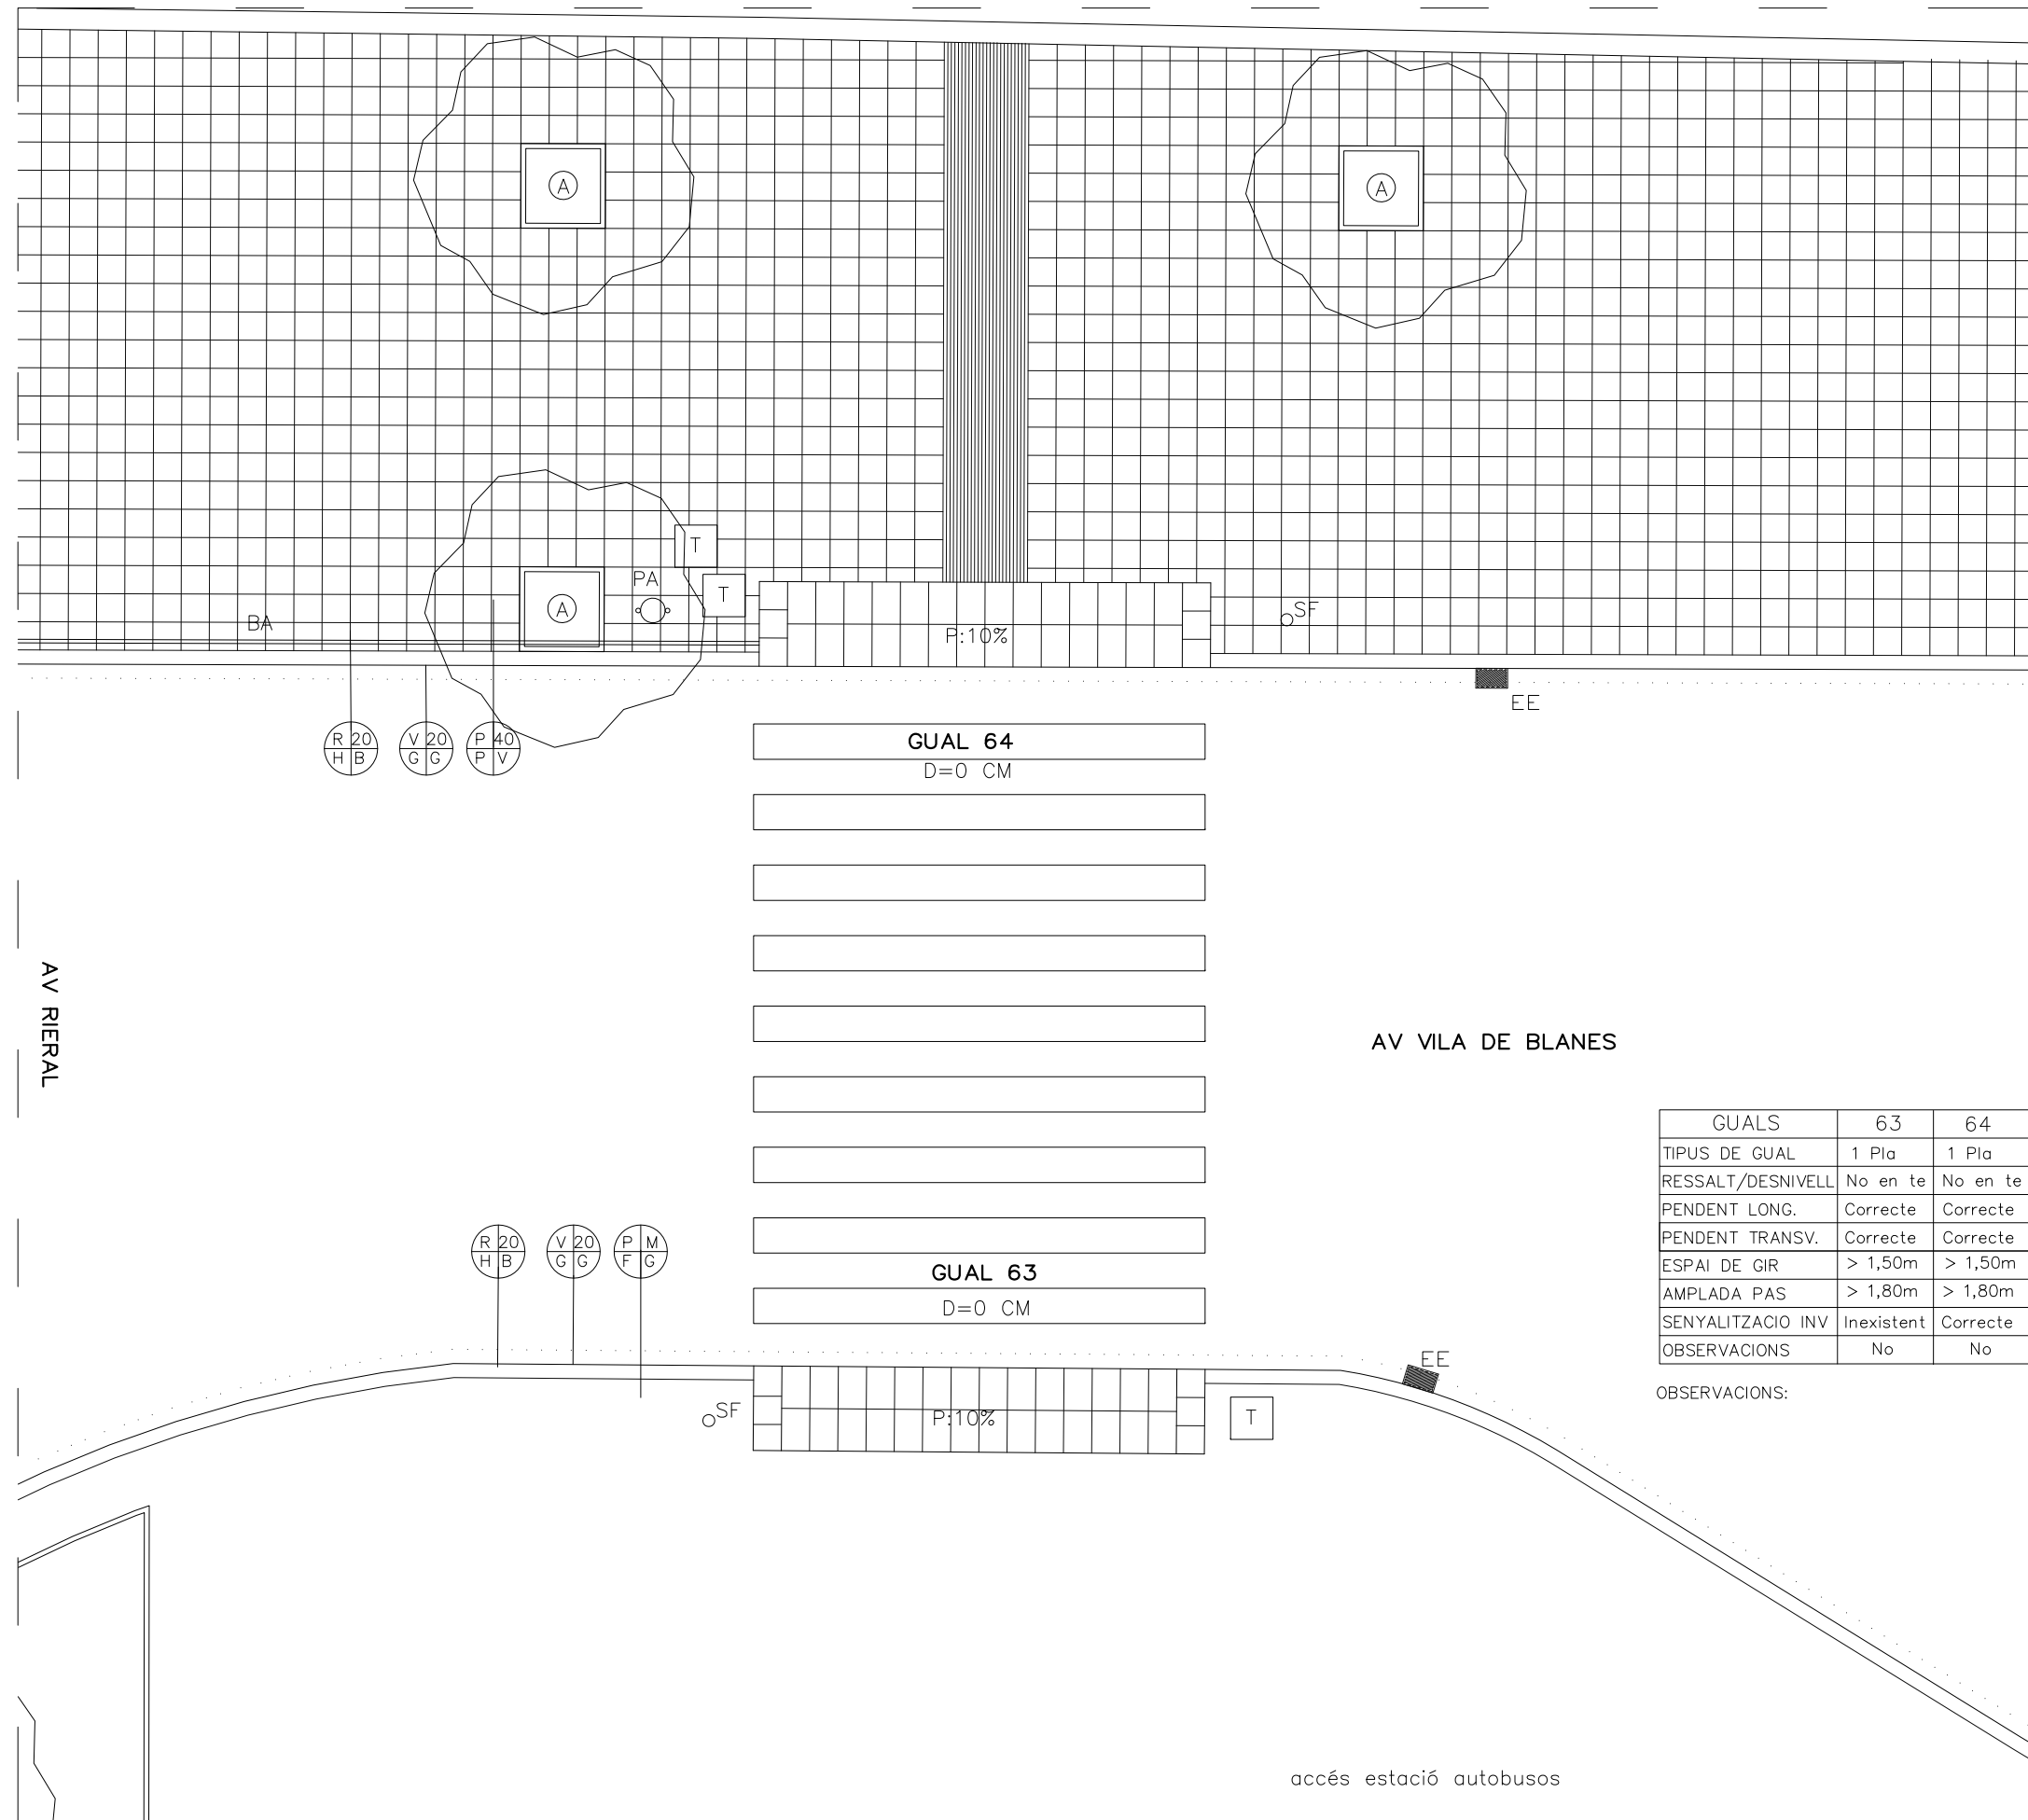 A
A
T
PA
T
A
BA
SF
P:10%
EE
R 20
H B
V 20
G G
P 40
P V
GUAL 64
D=0 CM
AV RIERAL
AV VILA DE BLANES
GUALS 63 64
TIPUS DE GUAL 1 Pla 1 Pla
RESSALT/DESNIVELL No en te No en te
PENDENT LONG. Correcte Correcte
PENDENT TRANSV. Correcte Correcte
ESPAI DE GIR > 1,50m > 1,50m
AMPLADA PAS > 1,80m > 1,80m
SENYALITZACIO INV Inexistent Correcte
OBSERVACIONS No No
OBSERVACIONS:
R 20
H B
V 20
G G
P M
F G
GUAL 63
D=0 CM
EE
SF
P:10%
T
accés estació autobusos